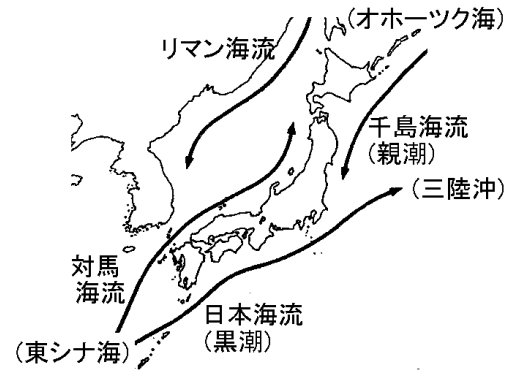 (オホーツク海)
リマン海流
千島海流
(親潮)
(三陸沖)
対馬
海流
日本海流
(黒潮)
(東シナ海)